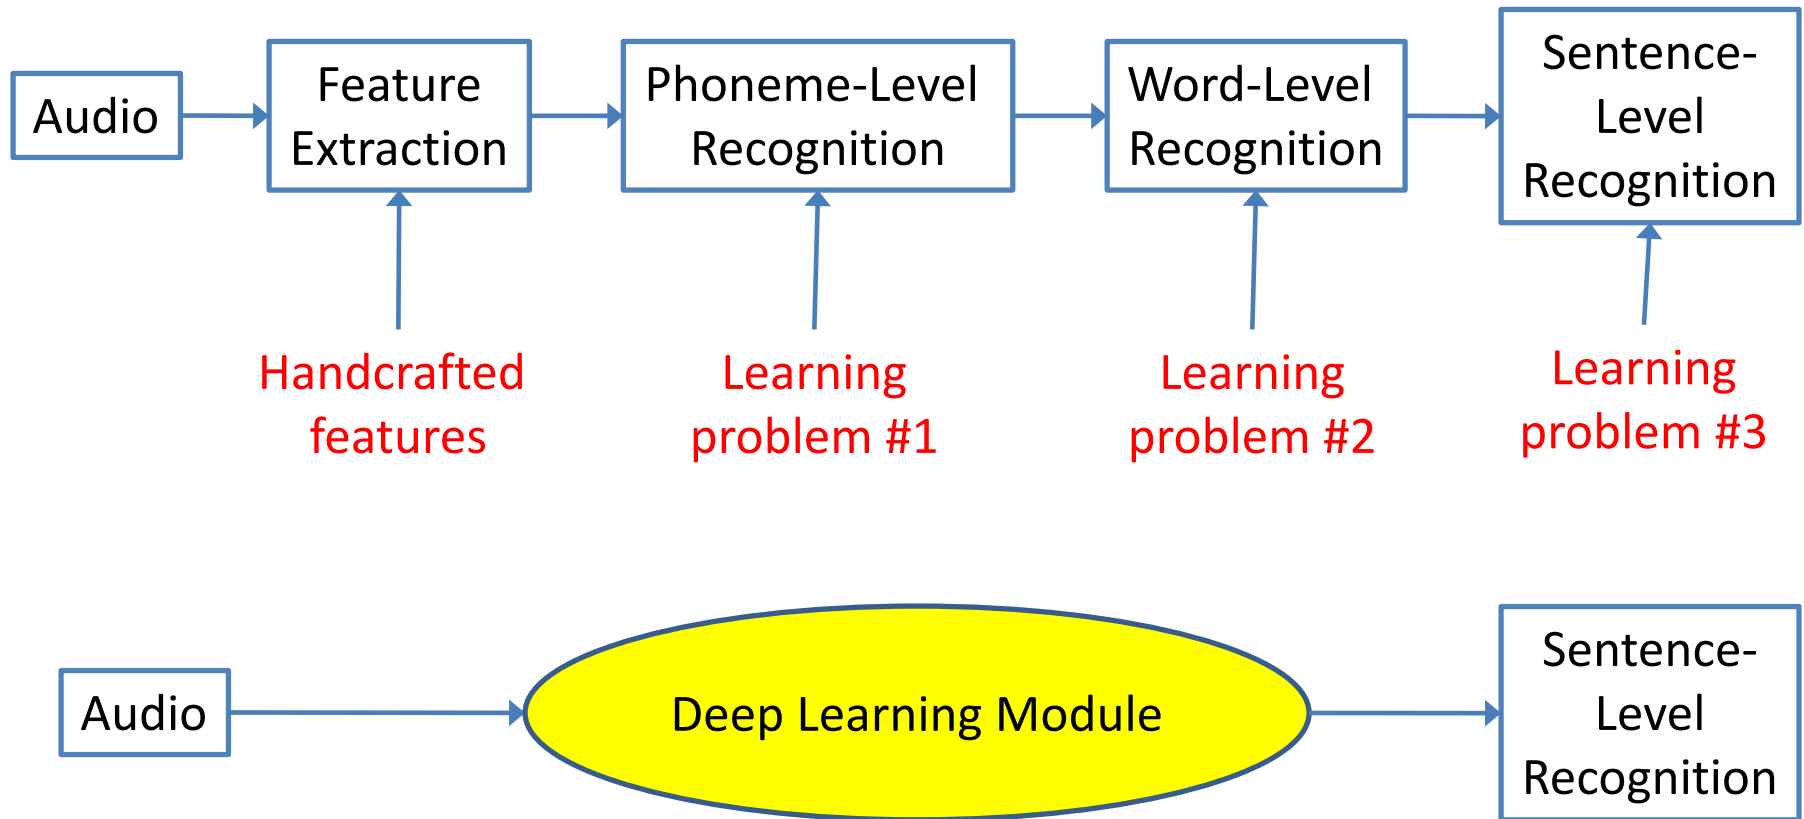 Audio
Feature
Extraction
Phoneme-Level
Recognition
Word-Level
Recognition
Sentence-
Level
Recognition
Handcrafted
features
Learning
problem #1
Learning
problem #2
Learning
problem #3
Audio
Deep Learning Module
Sentence-
Level
Recognition